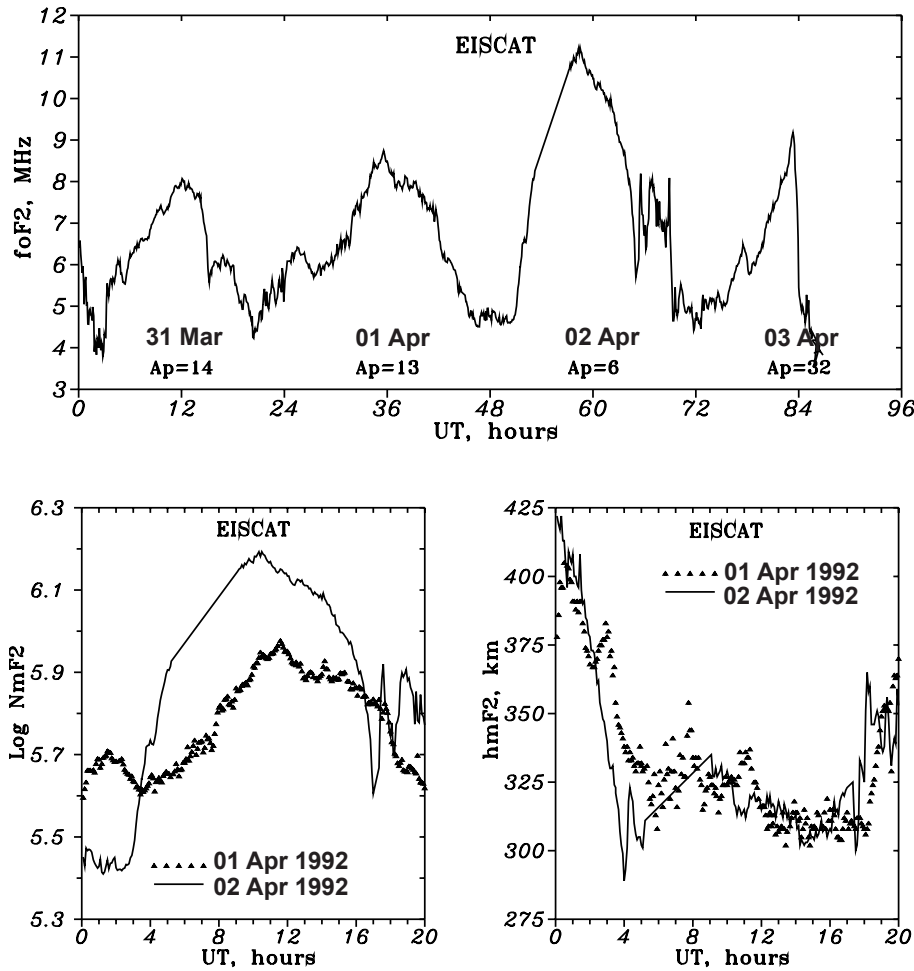 EISCAT
foF2, MHz
12
11
10
9
8
7
6
5
4
3
31 Mar 01 Apr 02 Apr 03 Apr
Ap=14 Ap=13 Ap=6 Ap=32
0 12 24 36 48 60 72 84 96
UT, hours
EISCAT
Log NmF2
6.3
6.1
5.9
5.7
5.5
5.3
01 Apr 1992
02 Apr 1992
0 4 8 12 16 20
UT, hours
EISCAT
hmF2, km
425
400
375
350
325
300
275
01 Apr 1992
02 Apr 1992
0 4 8 12 16 20
UT, hours